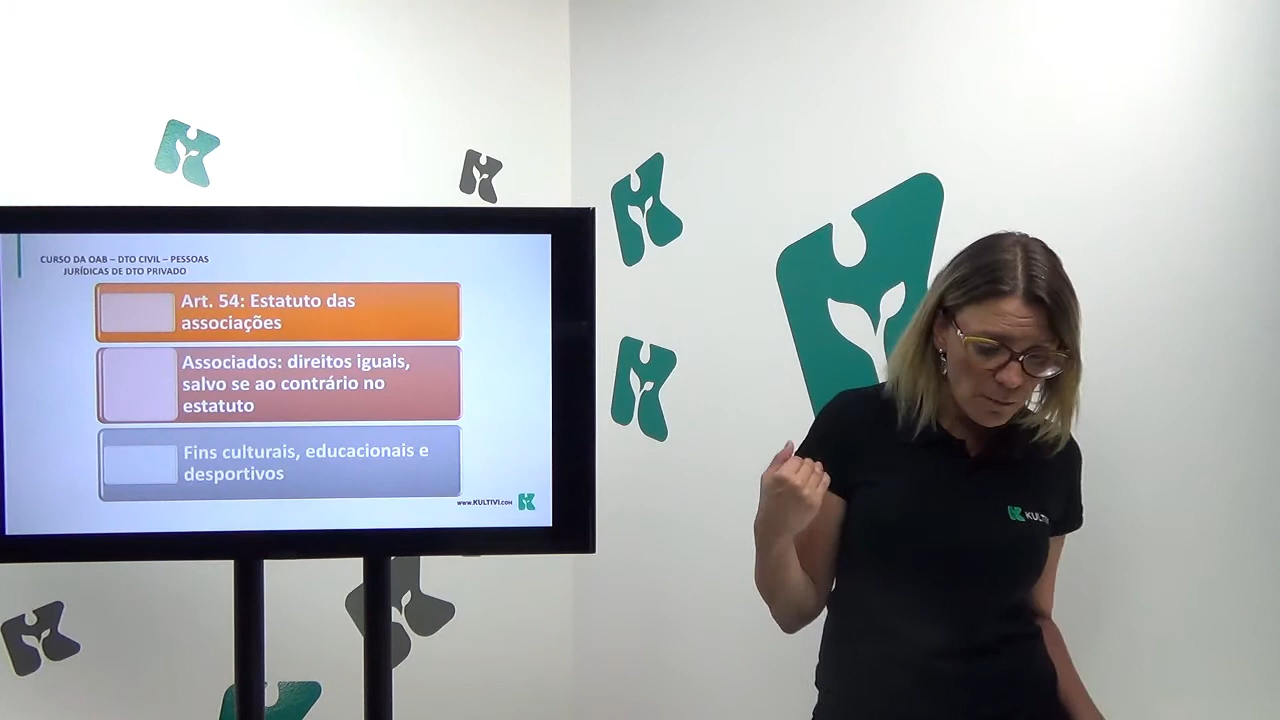 CURSO DA OAB – DTO CIVIL – PESSOAS
JURÍDICAS DE DTO PRIVADO
Art. 54: Estatuto das
associações
Associados: direitos iguais,
salvo se ao contrário no
estatuto
Fins culturais, educacionais e
desportivos
www.KULTIVI.COM
KULTIVI